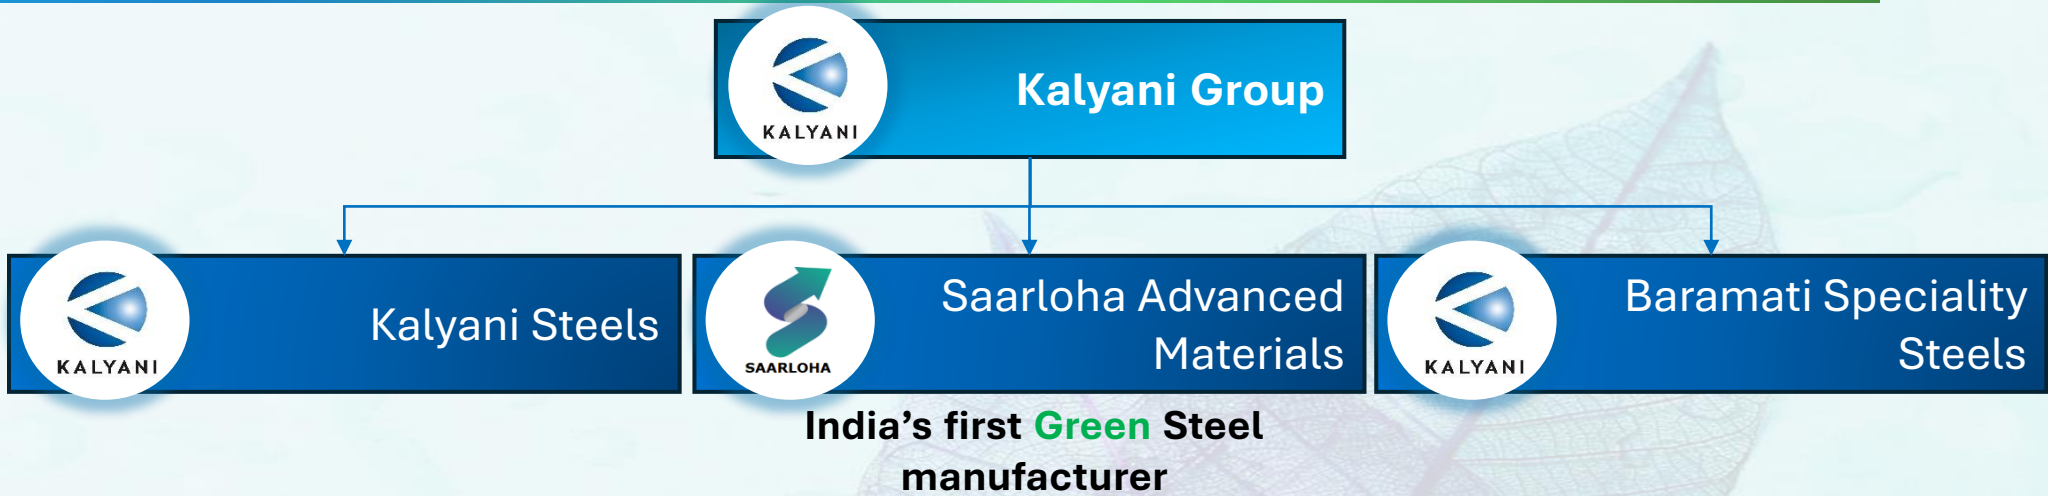 KALYANI
Kalyani Group
KALYANI
Kalyani Steels
SAARLOHA
Saarloha Advanced
Materials
KALYANI
Baramati Speciality
Steels
India’s first Green Steel
manufacturer